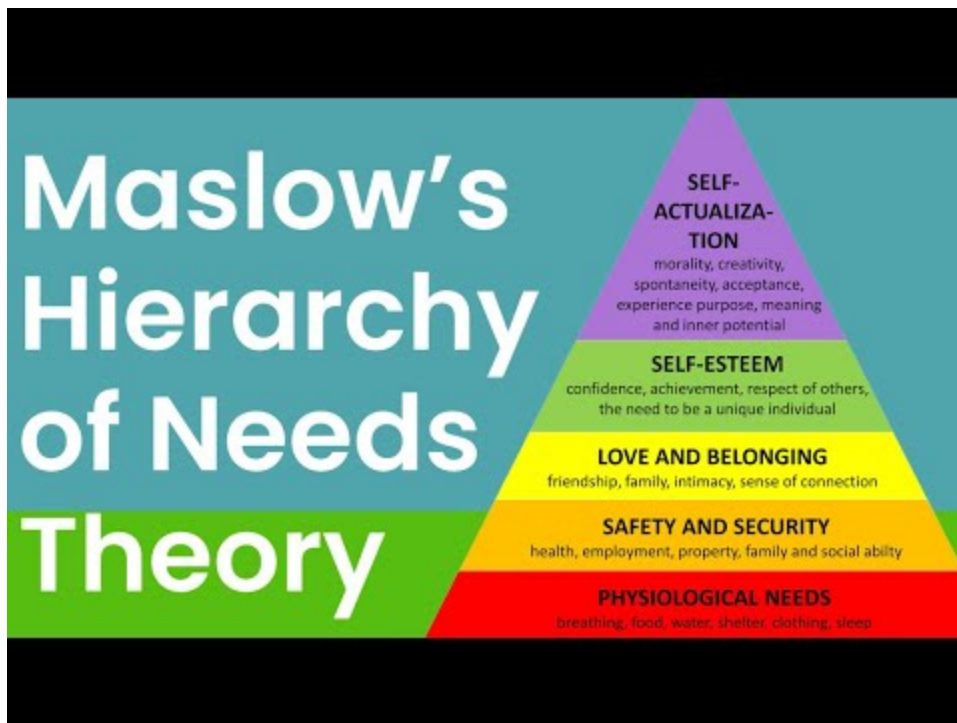 Maslow's
Hierarchy
of Needs
Theory
SELF-
ACTUALIZA-
TION
morality, creativity,
spontaneity, acceptance,
experience purpose, meaning
and inner potential
SELF-ESTEEM
confidence, achievement, respect of others,
the need to be a unique individual
LOVE AND BELONGING
friendship, family, intimacy, sense of connection
SAFETY AND SECURITY
health, employment, property, family and social abilty
PHYSIOLOGICAL NEEDS
breathing, food, water, shelter, clothing, sleep